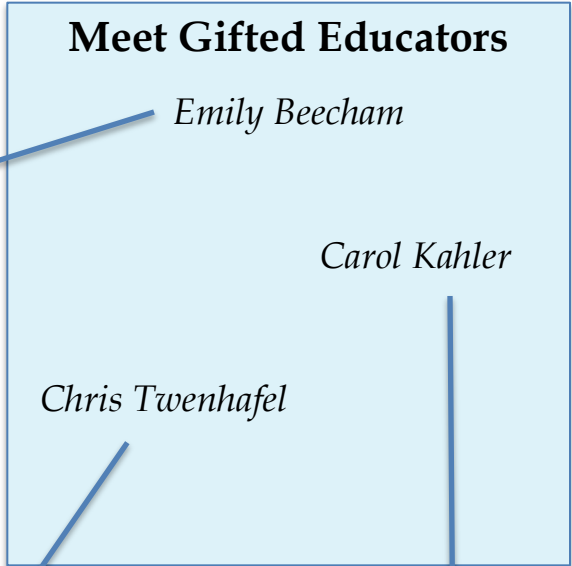 Meet Gifted Educators
Emily Beecham
Carol Kahler
Chris Twenhafel